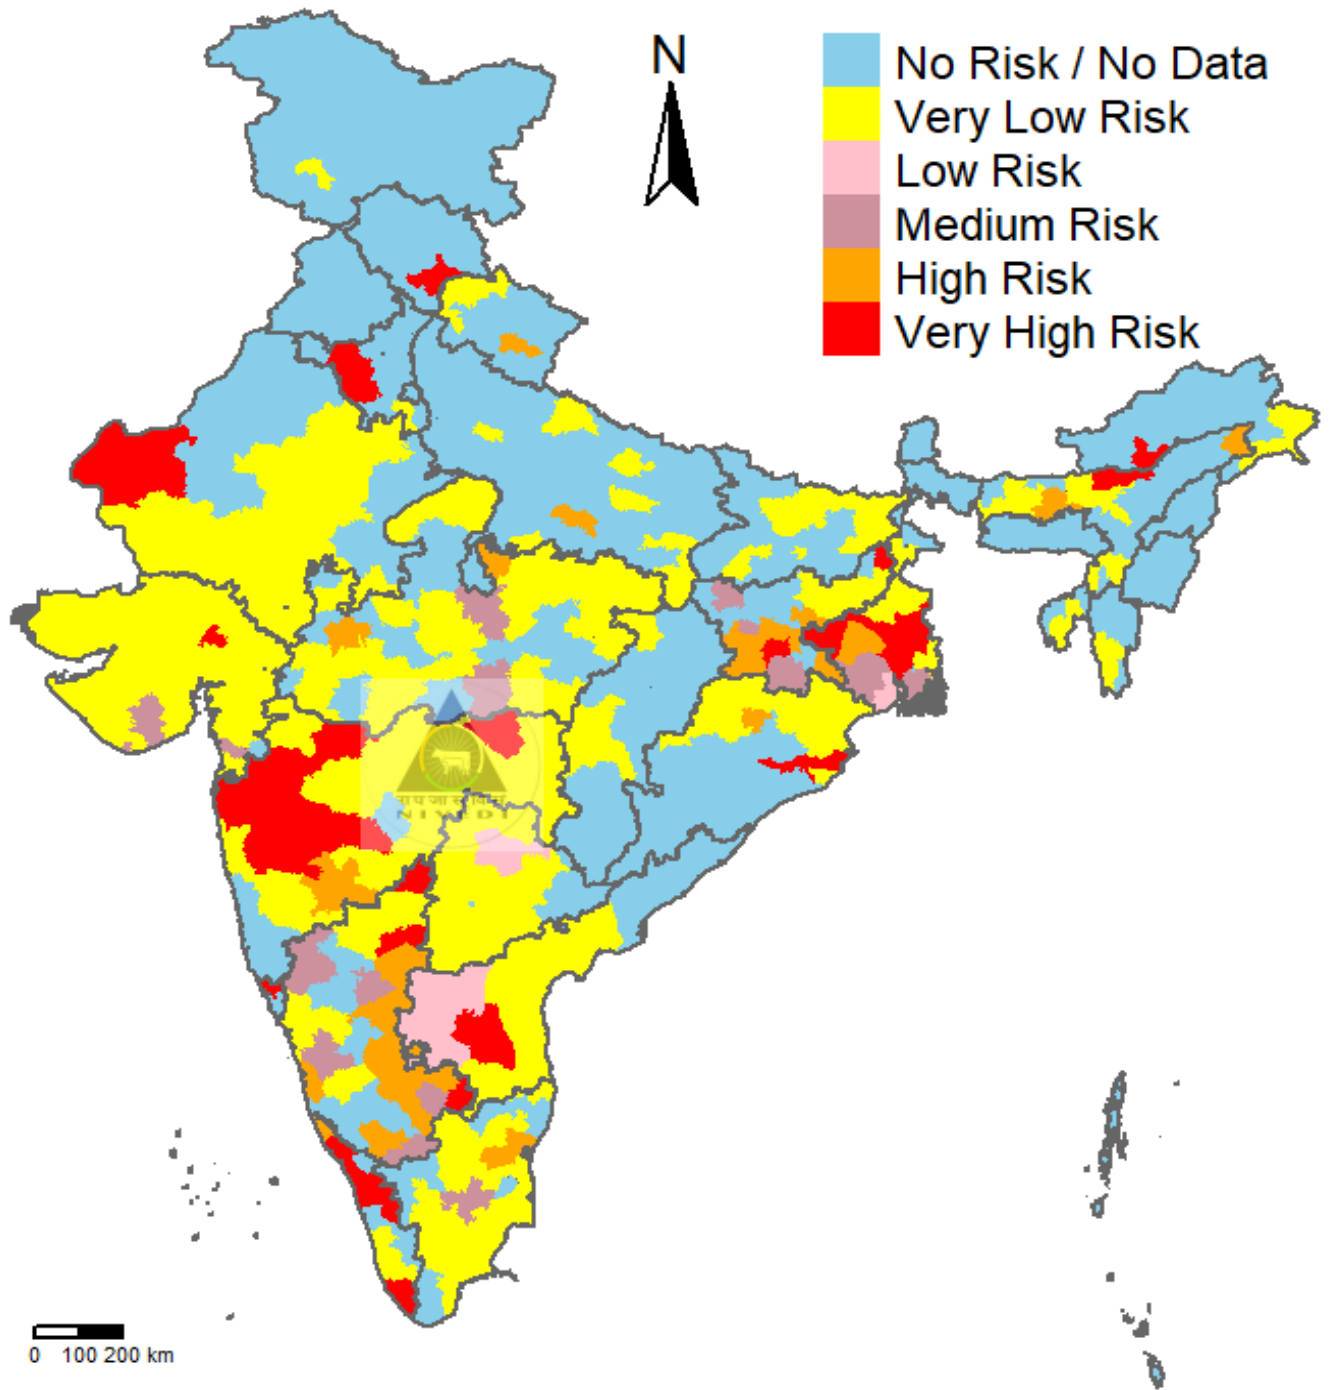 N
No Risk / No Data
Very Low Risk
Low Risk
Medium Risk
High Risk
Very High Risk
NIVEDI
0 100 200 km